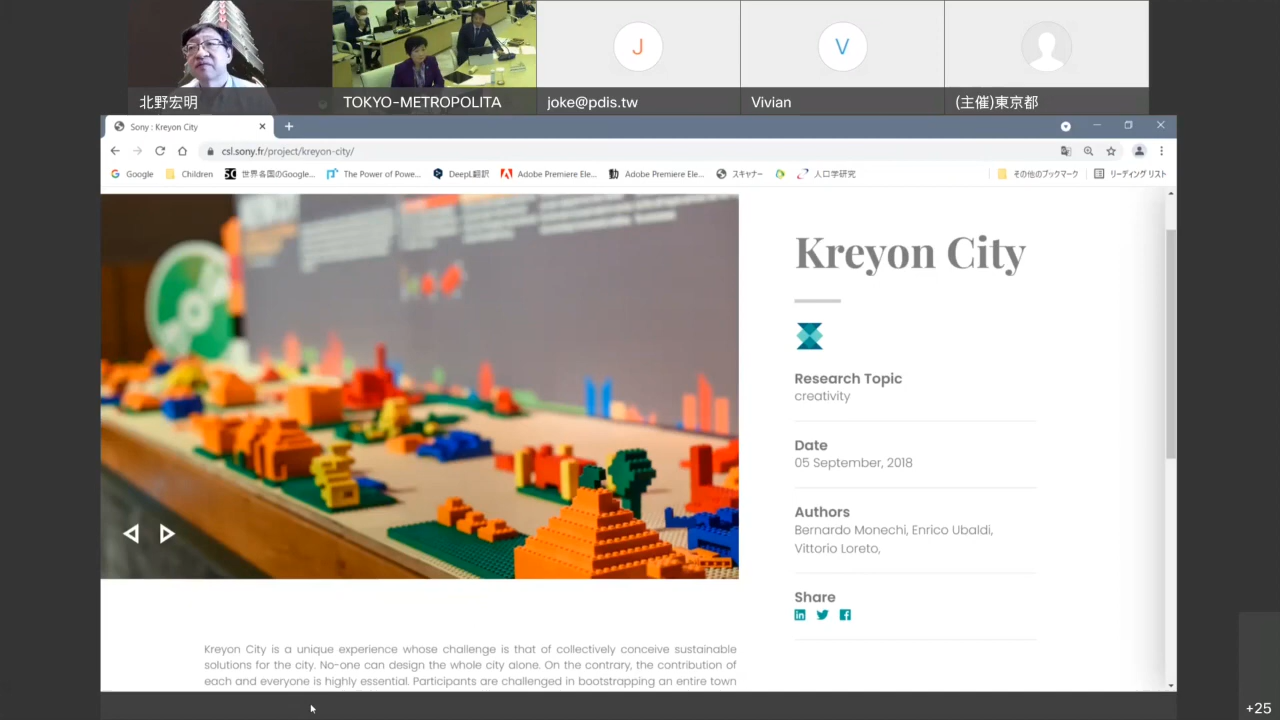 北野宏明
TOKYO-METROPOLITA
J
joke@pdis.tw
V
Vivian
(主催)東京都
Sony : Kreyon City
csl.sony.fr/project/kreyon-city/
Google
Children
世界各国のGoogle...
The Power of Powe...
DeepL翻訳
Adobe Premiere Ele...
Adobe Premiere Ele...
スキャナー
人口学研究
その他のブックマーク
リーディング リスト
Kreyon City
Research Topic
creativity
Date
05 September, 2018
Authors
Bernardo Monechi, Enrico Ubaldi,
Vittorio Loreto,
Share
Kreyon City is a unique experience whose challenge is that of collectively conceive sustainable
solutions for the city. No-one can design the whole city alone. On the contrary, the contribution of
each and everyone is highly essential. Participants are challenged in bootstrapping an entire town
+25